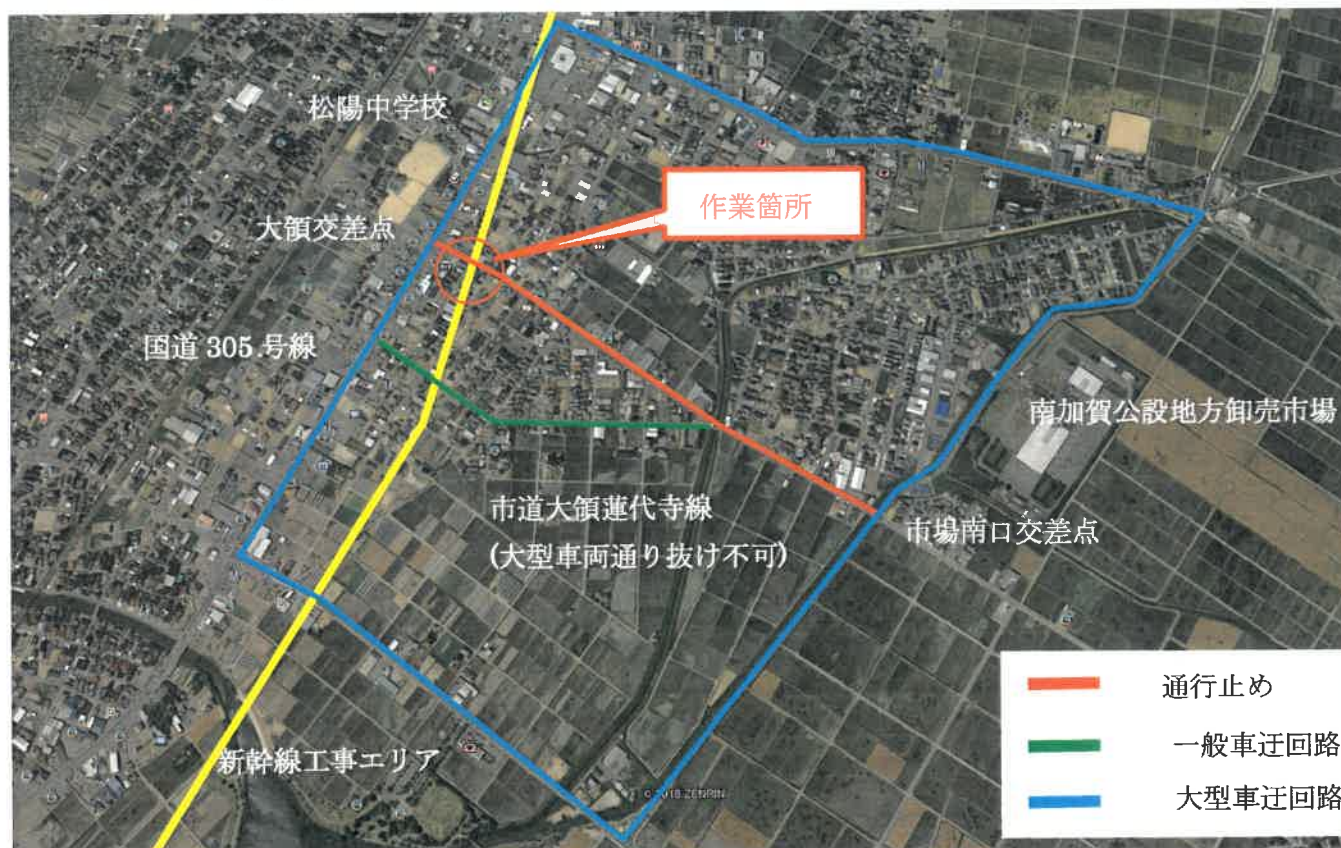 松陽中学校
作業箇所
大領交差点
国道 305 号線
南加賀公設地方卸売市場
市道大領蓮代寺線
(大型車両通り抜け不可)
市場南口交差点
新幹線工事エリア
© 2018 ZENRIN
通行止め
一般車迂回路
大型車迂回路